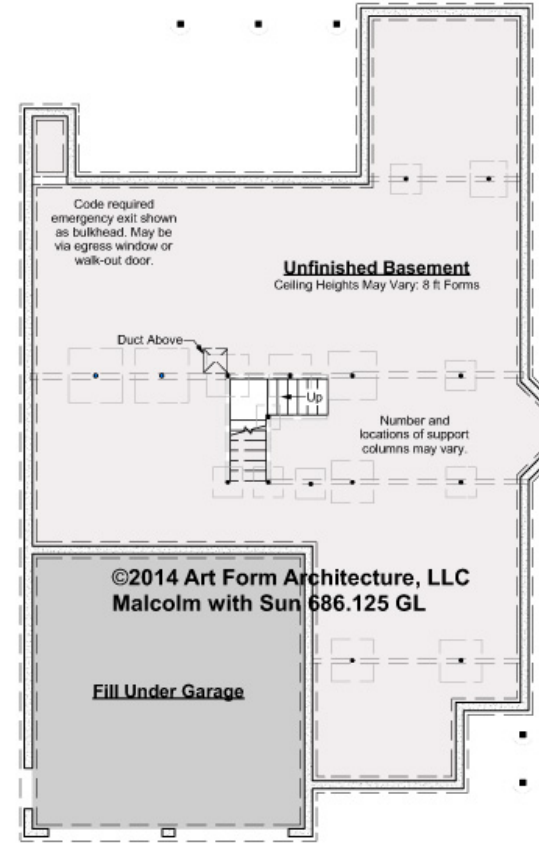 Code required
emergency exit shown
as bulkhead. May be
via egress window or
walk-out door.
Unfinished Basement
Ceiling Heights May Vary: 8 ft Forms
Duct Above
Up
Number and
locations of support
columns may vary.
©2014 Art Form Architecture, LLC
Malcolm with Sun 686.125 GL
Fill Under Garage